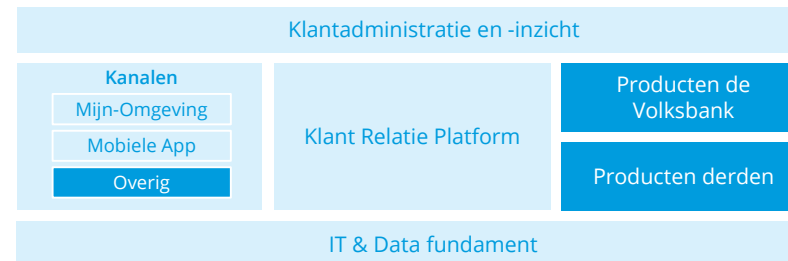 Klantadministratie en -inzicht
Kanalen
Mijn-Omgeving
Mobiele App
Overig
Klant Relatie Platform
Producten de
Volksbank
Producten derden
IT & Data fundament